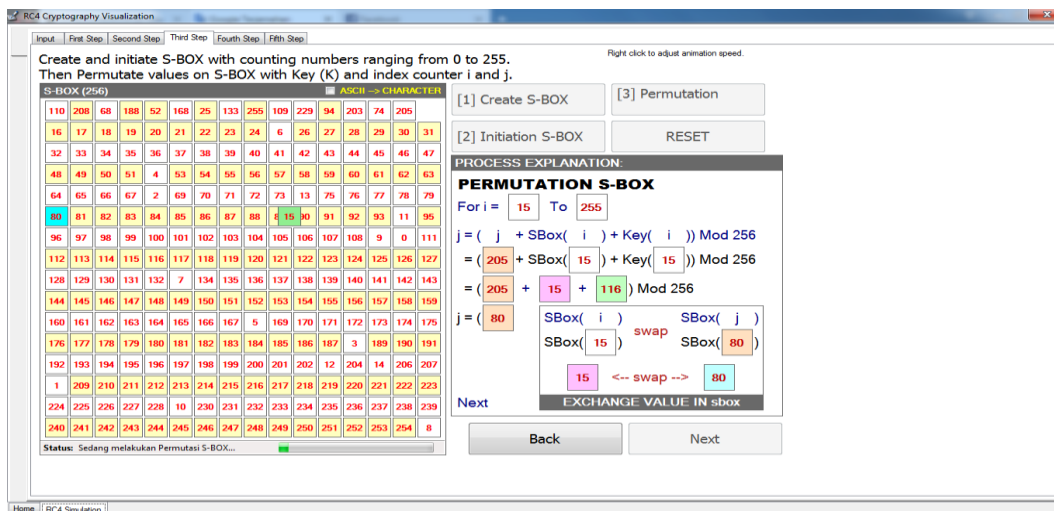 RC4 Cryptography Visualization
Input First Step Second Step Third Step Fourth Step Fifth Step
Create and initiate S-BOX with counting numbers ranging from 0 to 255.
Then Permutate values on S-BOX with Key (K) and index counter i and j.
Right click to adjust animation speed.
S-BOX (256) ASCII --> CHARACTER
110 208 68 188 52 168 25 133 255 109 229 94 203 74 205
16 17 18 19 20 21 22 23 24 6 26 27 28 29 30 31
32 33 34 35 36 37 38 39 40 41 42 43 44 45 46 47
48 49 50 51 4 53 54 55 56 57 58 59 60 61 62 63
64 65 66 67 2 69 70 71 72 73 13 75 76 77 78 79
80 81 82 83 84 85 86 87 88 8 15 90 91 92 93 11 95
96 97 98 99 100 101 102 103 104 105 106 107 108 9 0 111
112 113 114 115 116 117 118 119 120 121 122 123 124 125 126 127
128 129 130 131 132 7 134 135 136 137 138 139 140 141 142 143
144 145 146 147 148 149 150 151 152 153 154 155 156 157 158 159
160 161 162 163 164 165 166 167 5 169 170 171 172 173 174 175
176 177 178 179 180 181 182 183 184 185 186 187 3 189 190 191
192 193 194 195 196 197 198 199 200 201 202 12 204 14 206 207
1 209 210 211 212 213 214 215 216 217 218 219 220 221 222 223
224 225 226 227 228 10 230 231 232 233 234 235 236 237 238 239
240 241 242 243 244 245 246 247 248 249 250 251 252 253 254 8
Status: Sedang melakukan Permutasi S-BOX...
[1] Create S-BOX
[3] Permutation
[2] Initiation S-BOX
RESET
PROCESS EXPLANATION:
PERMUTATION S-BOX
For i = 15 To 255
j = ( j + SBox( i ) + Key( i )) Mod 256
= ( 205 + SBox( 15 ) + Key( 15 )) Mod 256
= ( 205 + 15 + 116 ) Mod 256
j = ( 80
SBox( i ) swap SBox( j )
SBox( 15 ) SBox( 80 )
15 <-- swap --> 80
Next
EXCHANGE VALUE IN sbox
Back
Next
Home RC4 Simulation